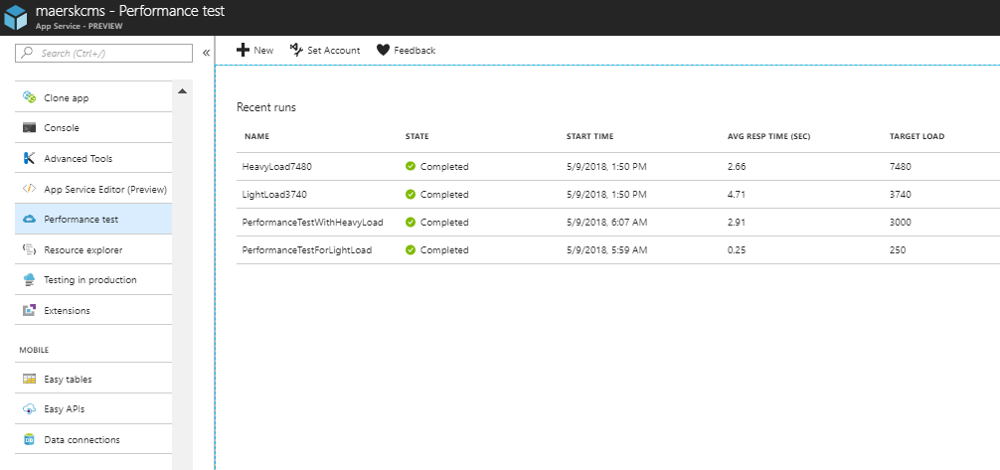 maerskcms - Performance test
App Service - PREVIEW
Search (Ctrl+/)
«
Clone app
Console
Advanced Tools
App Service Editor (Preview)
Performance test
Resource explorer
Testing in production
Extensions
MOBILE
Easy tables
Easy APIs
Data connections
New Set Account Feedback
Recent runs
NAME STATE START TIME AVG RESP TIME (SEC) TARGET LOAD
HeavyLoad7480 Completed 5/9/2018, 1:50 PM 2.66 7480
LightLoad3740 Completed 5/9/2018, 1:50 PM 4.71 3740
PerformanceTestWithHeavyLoad Completed 5/9/2018, 6:07 AM 2.91 3000
PerformanceTestForLightLoad Completed 5/9/2018, 5:59 AM 0.25 250